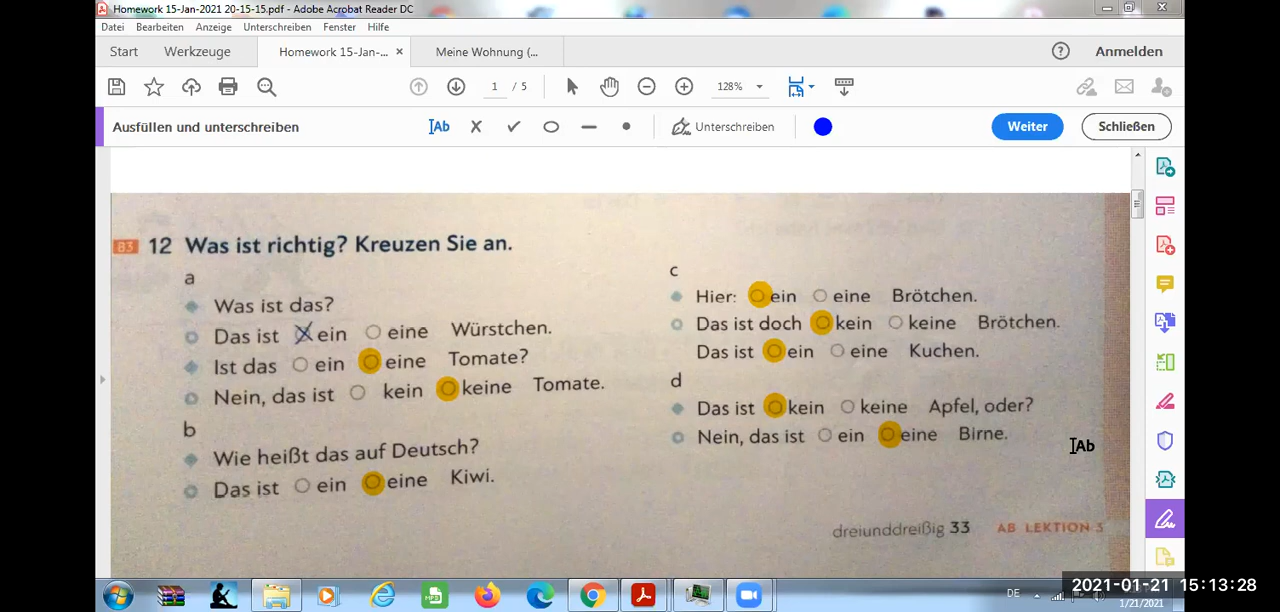 Homework 15-Jan-2021 20-15-15.pdf - Adobe Acrobat Reader DC
Datei Bearbeiten Anzeige Unterschreiben Fenster Hilfe
Start Werkzeuge Homework 15-Jan-... × Meine Wohnung (... Anmelden
1 / 5 128%
Ausfüllen und unterschreiben Ab Unterschreiben Weiter Schließen
B3 12 Was ist richtig? Kreuzen Sie an.
a
Was ist das?
Das ist ein eine Würstchen.
Ist das ein eine Tomate?
Nein, das ist kein keine Tomate.
b
Wie heißt das auf Deutsch?
Das ist ein eine Kiwi.
c
Hier: ein eine Brötchen.
Das ist doch kein keine Brötchen.
Das ist ein eine Kuchen.
d
Das ist kein keine Apfel, oder?
Nein, das ist ein eine Birne.
Ab
dreiunddreißig 33 AB LEKTION 3
DE
2021-01-21 15:13:28
1/21/2021